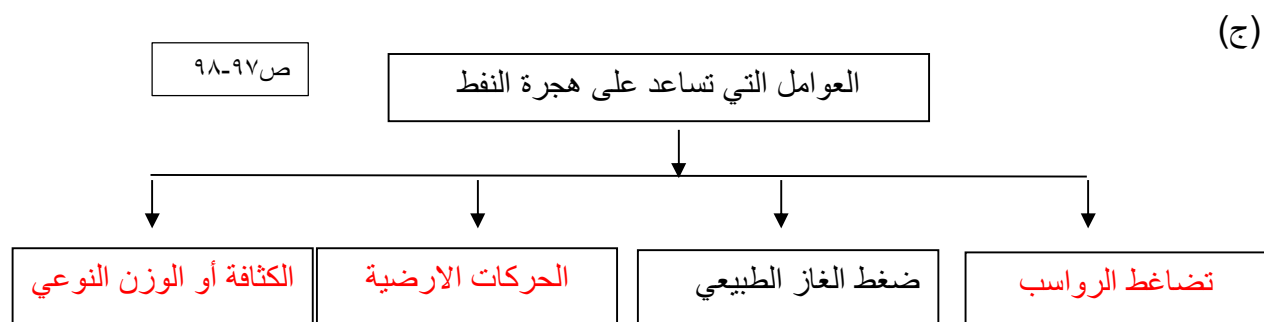 (ج)
ص٩٧-٩٨
العوامل التي تساعد على هجرة النفط
تضاغط الرواسب
ضغط الغاز الطبيعي
الحركات الارضية
الكثافة أو الوزن النوعي